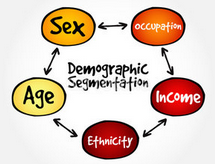 Sex
Occupation
Demographic
Segmentation
Age
Income
Ethnicity